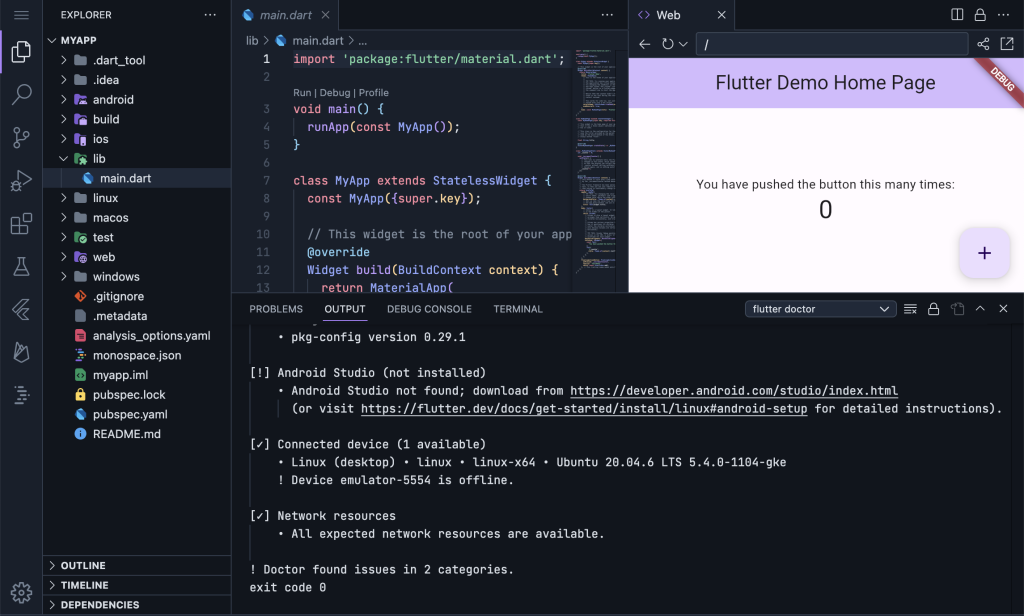 EXPLORER
MYAPP
.dart_tool
.idea
android
build
ios
lib
main.dart
linux
macos
test
web
windows
.gitignore
.metadata
analysis_options.yaml
monospace.json
myapp.iml
pubspec.lock
pubspec.yaml
README.md
OUTLINE
TIMELINE
DEPENDENCIES
main.dart
lib > main.dart > ...
1 import 'package:flutter/material.dart';
2
Run | Debug | Profile
3 void main() {
4 runApp(const MyApp());
5 }
6
7 class MyApp extends StatelessWidget {
8 const MyApp({super.key});
9
10 // This widget is the root of your app
11 @override
12 Widget build(BuildContext context) {
13 return MaterialApp(
Web
/
Flutter Demo Home Page
DEBUG
You have pushed the button this many times:
0
+
PROBLEMS OUTPUT DEBUG CONSOLE TERMINAL
flutter doctor
• pkg-config version 0.29.1
[!] Android Studio (not installed)
• Android Studio not found; download from https://developer.android.com/studio/index.html
(or visit https://flutter.dev/docs/get-started/install/linux#android-setup for detailed instructions).
[✓] Connected device (1 available)
• Linux (desktop) • linux • linux-x64 • Ubuntu 20.04.6 LTS 5.4.0-1104-gke
! Device emulator-5554 is offline.
[✓] Network resources
• All expected network resources are available.
! Doctor found issues in 2 categories.
exit code 0